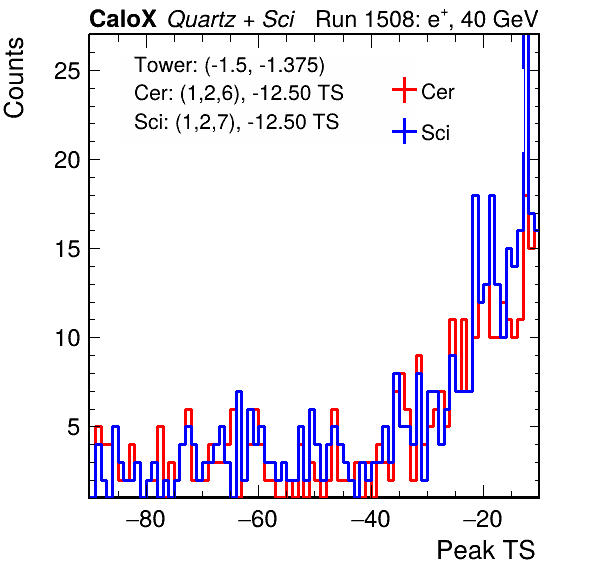 CaloX Quartz + Sci Run 1508: e⁺, 40 GeV
Counts
Tower: (-1.5, -1.375)
Cer: (1,2,6), -12.50 TS
Sci: (1,2,7), -12.50 TS
Cer
Sci
25
20
15
10
5
−80 −60 −40 −20
Peak TS